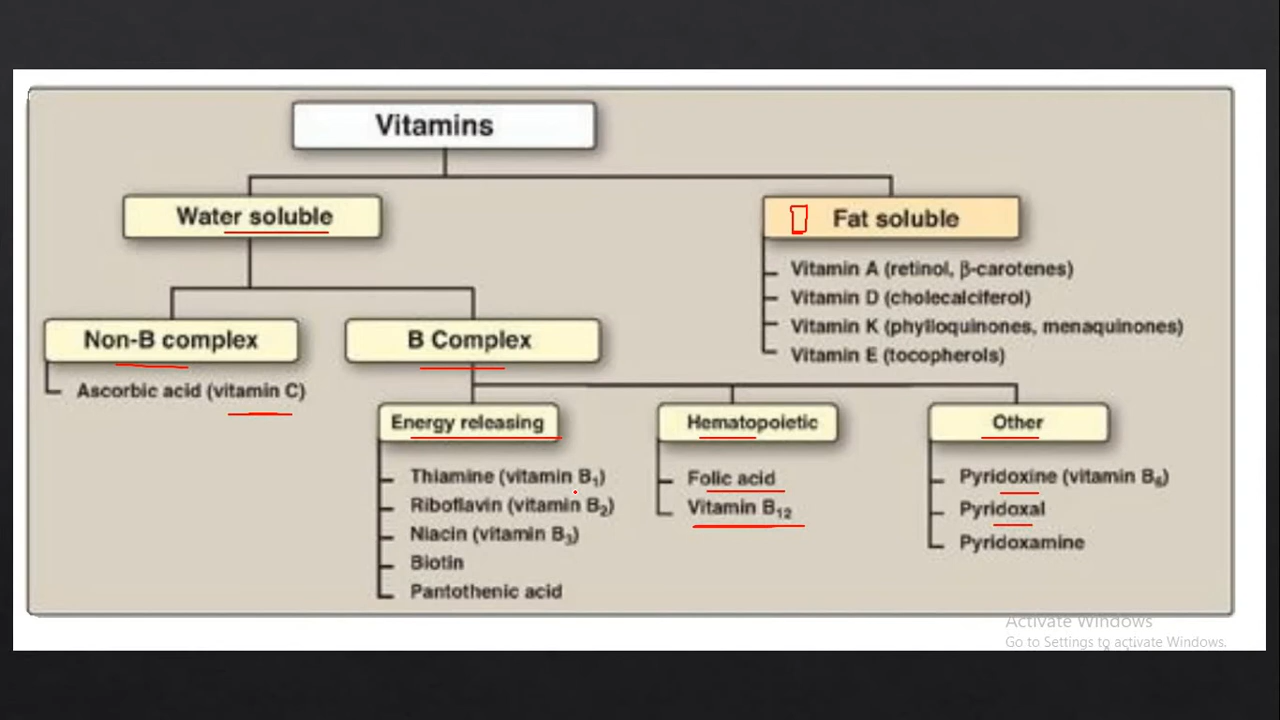 Vitamins
Water soluble
Fat soluble
Vitamin A (retinol, β-carotenes)
Vitamin D (cholecalciferol)
Vitamin K (phylloquinones, menaquinones)
Vitamin E (tocopherols)
Non-B complex
B Complex
Ascorbic acid (vitamin C)
Energy releasing
Hematopoietic
Other
Thiamine (vitamin B₁)
Riboflavin (vitamin B₂)
Niacin (vitamin B₃)
Biotin
Pantothenic acid
Folic acid
Vitamin B₁₂
Pyridoxine (vitamin B₆)
Pyridoxal
Pyridoxamine
Activate Windows
Go to Settings to activate Windows.